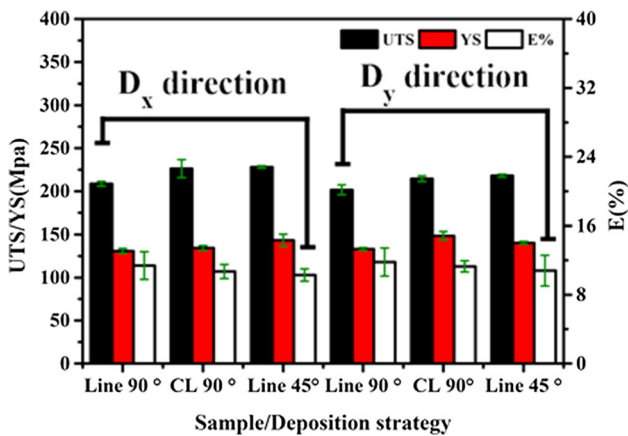 400
350
300
250
200
150
100
50
0
UTS/YS(Mpa)
UTS YS E%
Dx direction
Dy direction
40
32
24
16
8
0
E(%)
Line 90 ° CL 90 ° Line 45° Line 90 ° CL 90° Line 45 °
Sample/Deposition strategy